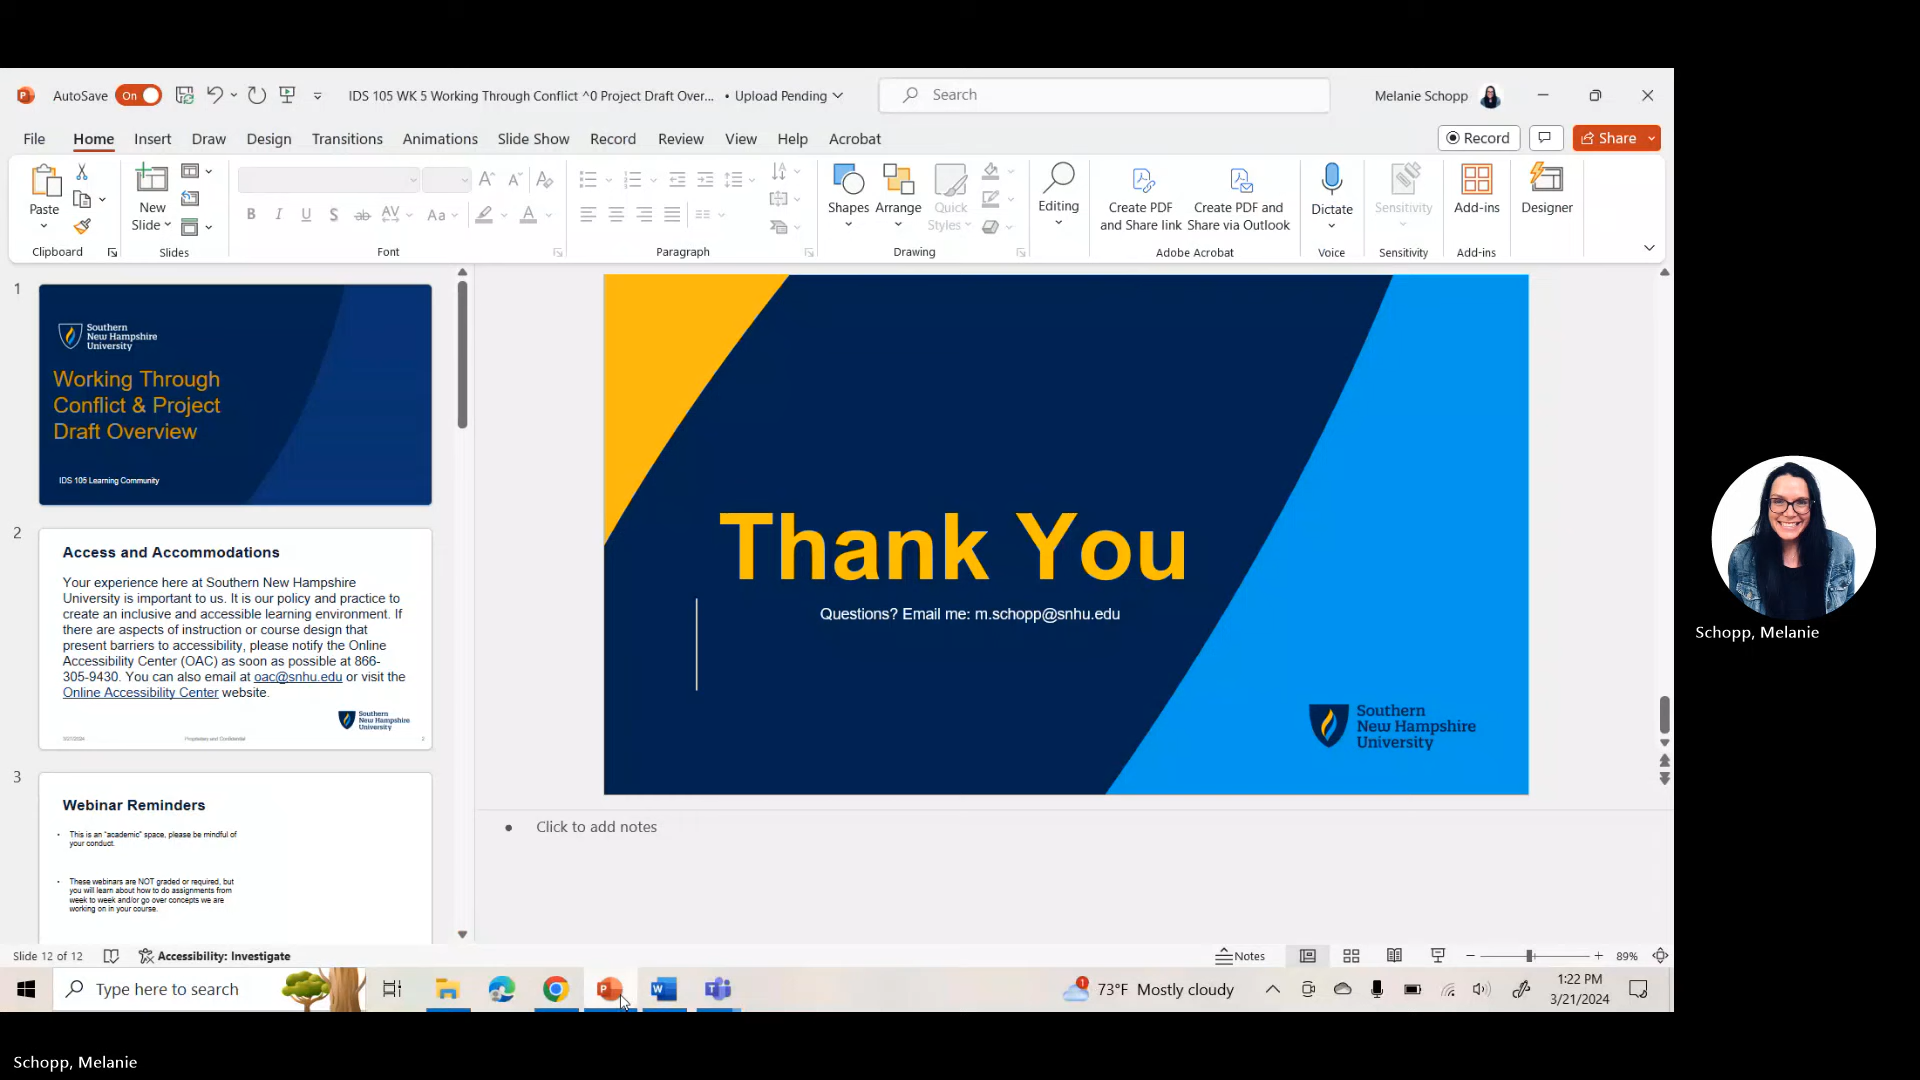 AutoSave On IDS 105 WK 5 Working Through Conflict ^0 Project Draft Over... • Upload Pending Search Melanie Schopp
File Home Insert Draw Design Transitions Animations Slide Show Record Review View Help Acrobat Record Share
Paste New Slide B I U S ab AV Aa A Shapes Arrange Quick Styles Editing Create PDF and Share link Create PDF and Share via Outlook Dictate Sensitivity Add-ins Designer
Clipboard Slides Font Paragraph Drawing Adobe Acrobat Voice Sensitivity Add-ins
1
Southern
New Hampshire
University
Working Through
Conflict & Project
Draft Overview
IDS 105 Learning Community
2
Access and Accommodations
Your experience here at Southern New Hampshire
University is important to us. It is our policy and practice to
create an inclusive and accessible learning environment. If
there are aspects of instruction or course design that
present barriers to accessibility, please notify the Online
Accessibility Center (OAC) as soon as possible at 866-
305-9430. You can also email at oac@snhu.edu or visit the
Online Accessibility Center website.
Southern
New Hampshire
University
Proprietary and Confidential
2
3
Webinar Reminders
• This is an "academic" space, please be mindful of
your conduct.
• These webinars are NOT graded or required, but
you will learn about how to do assignments from
week to week and/or go over concepts we are
working on in your course.
Thank You
Questions? Email me: m.schopp@snhu.edu
Southern
New Hampshire
University
• Click to add notes
Slide 12 of 12 Accessibility: Investigate Notes 89%
Type here to search 73°F Mostly cloudy 1:22 PM
3/21/2024
Schopp, Melanie
Schopp, Melanie